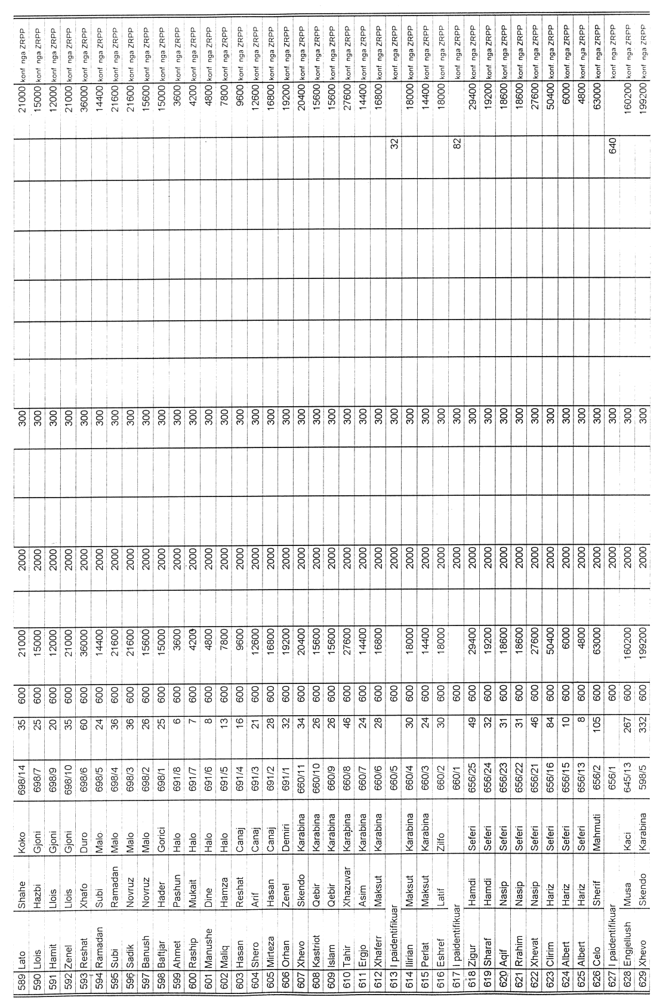 589 Lato Shahe Koko 698/14 35 600 21000 2000 300 21000 konf nga ZRPP
590 Llois Hazbi Gjoni 698/7 25 600 15000 2000 300 15000 konf nga ZRPP
591 Hamit Llois Gjoni 698/9 20 600 12000 2000 300 12000 konf nga ZRPP
592 Zenel Llois Gjoni 698/10 35 600 21000 2000 300 21000 konf nga ZRPP
593 Reshat Xhafo Duro 698/6 60 600 36000 2000 300 36000 konf nga ZRPP
594 Ramadan Subi Malo 698/5 24 600 14400 2000 300 14400 konf nga ZRPP
595 Subi Ramadan Malo 698/4 36 600 21600 2000 300 21600 konf nga ZRPP
596 Sadik Novruz Malo 698/3 36 600 21600 2000 300 21600 konf nga ZRPP
597 Banush Novruz Malo 698/2 26 600 15600 2000 300 15600 konf nga ZRPP
598 Baftjar Hader Gorici 698/1 25 600 15000 2000 300 15000 konf nga ZRPP
599 Ahmet Pashun Halo 691/8 6 600 3600 2000 300 3600 konf nga ZRPP
600 Raship Mukait Halo 691/7 7 600 4200 2000 300 4200 konf nga ZRPP
601 Manushe Dine Halo 691/6 8 600 4800 2000 300 4800 konf nga ZRPP
602 Maliq Hamza Halo 691/5 13 600 7800 2000 300 7800 konf nga ZRPP
603 Hasan Reshat Canaj 691/4 16 600 9600 2000 300 9600 konf nga ZRPP
604 Shero Arif Canaj 691/3 21 600 12600 2000 300 12600 konf nga ZRPP
605 Mirteza Hasan Canaj 691/2 28 600 16800 2000 300 16800 konf nga ZRPP
606 Orhan Zenel Demiri 691/1 32 600 19200 2000 300 19200 konf nga ZRPP
607 Xhevo Skendo Karabina 660/11 34 600 20400 2000 300 20400 konf nga ZRPP
608 Kastriot Qebir Karabina 660/10 26 600 15600 2000 300 15600 konf nga ZRPP
609 Islam Qebir Karabina 660/9 26 600 15600 2000 300 15600 konf nga ZRPP
610 Tahir Xhazuvar Karabina 660/8 46 600 27600 2000 300 27600 konf nga ZRPP
611 Ergjo Asim Karabina 660/7 24 600 14400 2000 300 14400 konf nga ZRPP
612 Xhaferr Maksut Karabina 660/6 28 600 16800 2000 300 16800 konf nga ZRPP
613 I paidentifikuar 660/5 600 2000 300 32 konf nga ZRPP
614 Ilirian Maksut Karabina 660/4 30 600 18000 2000 300 18000 konf nga ZRPP
615 Perlat Maksut Karabina 660/3 24 600 14400 2000 300 14400 konf nga ZRPP
616 Eshref Latif Zilfo 660/2 30 600 18000 2000 300 18000 konf nga ZRPP
617 I paidentifikuar 660/1 600 2000 300 82 konf nga ZRPP
618 Zigur Hamdi Seferi 656/25 49 600 29400 2000 300 29400 konf nga ZRPP
619 Sharaf Hamdi Seferi 656/24 32 600 19200 2000 300 19200 konf nga ZRPP
620 Aqif Nasip Seferi 656/23 31 600 18600 2000 300 18600 konf nga ZRPP
621 Rrahim Nasip Seferi 656/22 31 600 18600 2000 300 18600 konf nga ZRPP
622 Xhevat Nasip Seferi 656/21 46 600 27600 2000 300 27600 konf nga ZRPP
623 Clirim Hariz Seferi 656/16 84 600 50400 2000 300 50400 konf nga ZRPP
624 Albert Hariz Seferi 656/15 10 600 6000 2000 300 6000 konf nga ZRPP
625 Albert Hariz Seferi 656/13 8 600 4800 2000 300 4800 konf nga ZRPP
626 Celo Sherif Mahmuti 656/2 105 600 63000 2000 300 63000 konf nga ZRPP
627 I paidentifikuar 656/1 600 2000 300 640 konf nga ZRPP
628 Engjellush Musa Kaci 645/13 267 600 160200 2000 300 160200 konf nga ZRPP
629 Xhevo Skendo Karabina 598/5 332 600 199200 2000 300 199200 konf nga ZRPP